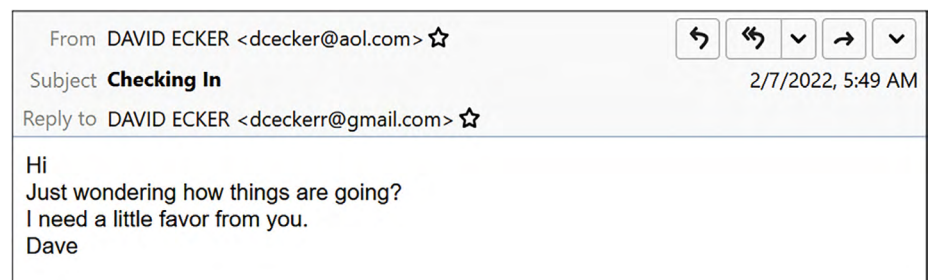 From DAVID ECKER <dcecker@aol.com>
Subject Checking In 2/7/2022, 5:49 AM
Reply to DAVID ECKER <dceckerr@gmail.com>
Hi
Just wondering how things are going?
I need a little favor from you.
Dave